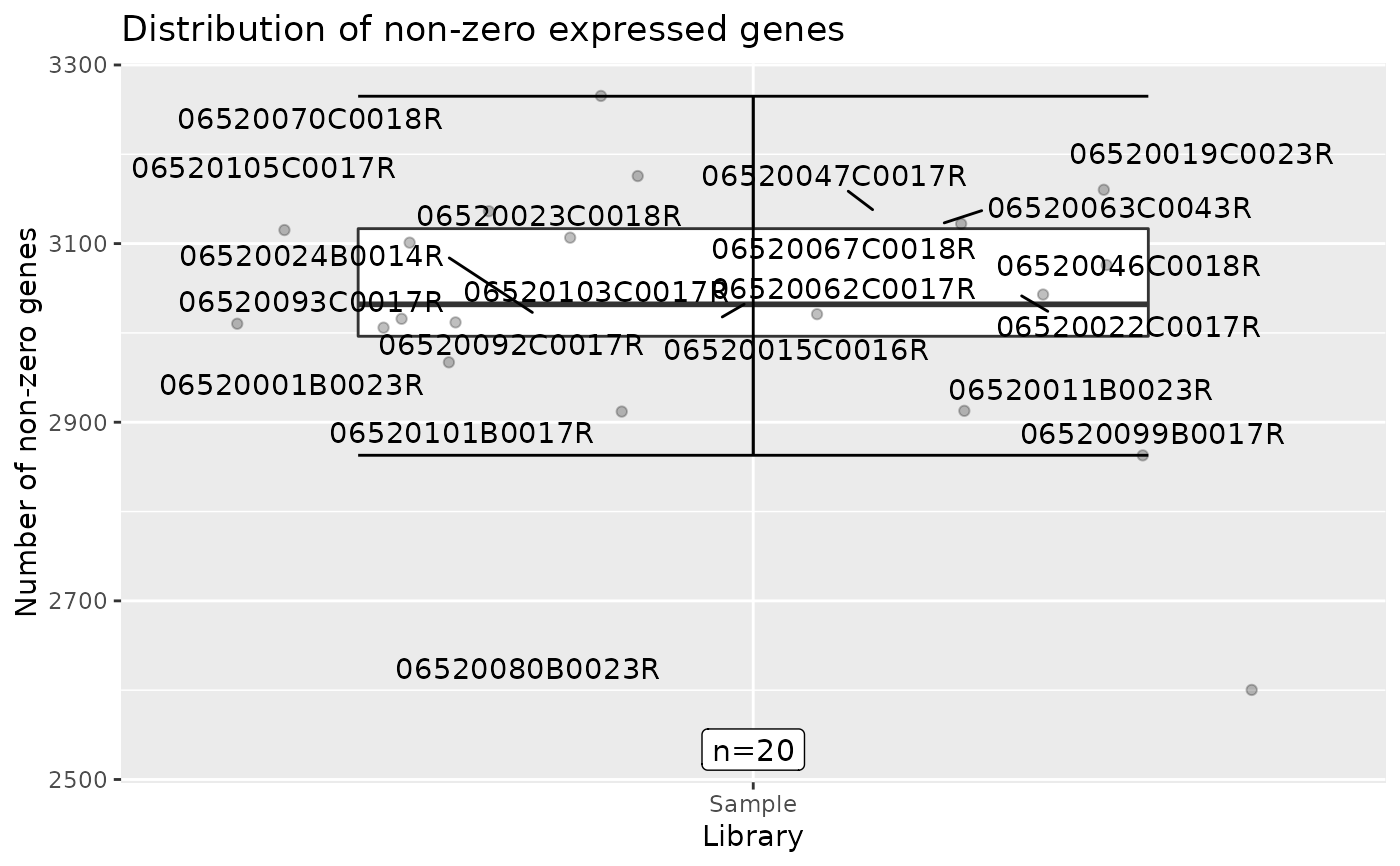 Distribution of non-zero expressed genes
Number of non-zero genes
3300
3100
2900
2700
2500
06520070C0018R
06520105C0017R
06520019C0023R
06520047C0017R
06520063C0043R
06520023C0018R
06520067C0018R
06520024B0014R
06520046C0018R
06520103C0017R
06520062C0017R
06520093C0017R
06520022C0017R
06520092C0017R
06520015C0016R
06520001B0023R
06520011B0023R
06520101B0017R
06520099B0017R
06520080B0023R
n=20
Sample
Library